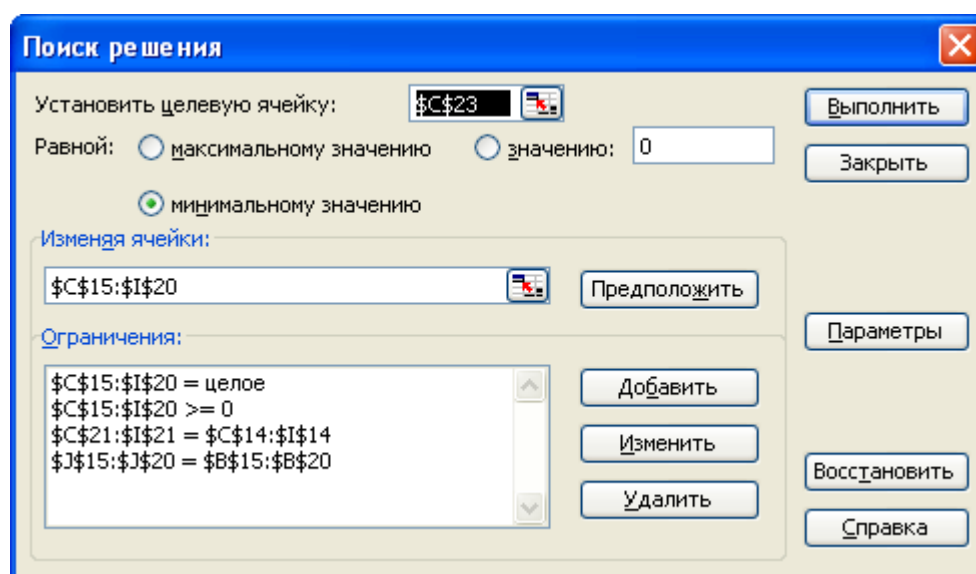 Поиск решения
Установить целевую ячейку: $C$23 Выполнить
Равной: максимальному значению значению: 0
Закрыть
минимальному значению
Изменяя ячейки:
$C$15:$I$20 Предположить
Параметры
Ограничения:
$C$15:$I$20 = целое
$C$15:$I$20 >= 0
$C$21:$I$21 = $C$14:$I$14
$J$15:$J$20 = $B$15:$B$20
Добавить
Изменить
Удалить
Восстановить
Справка